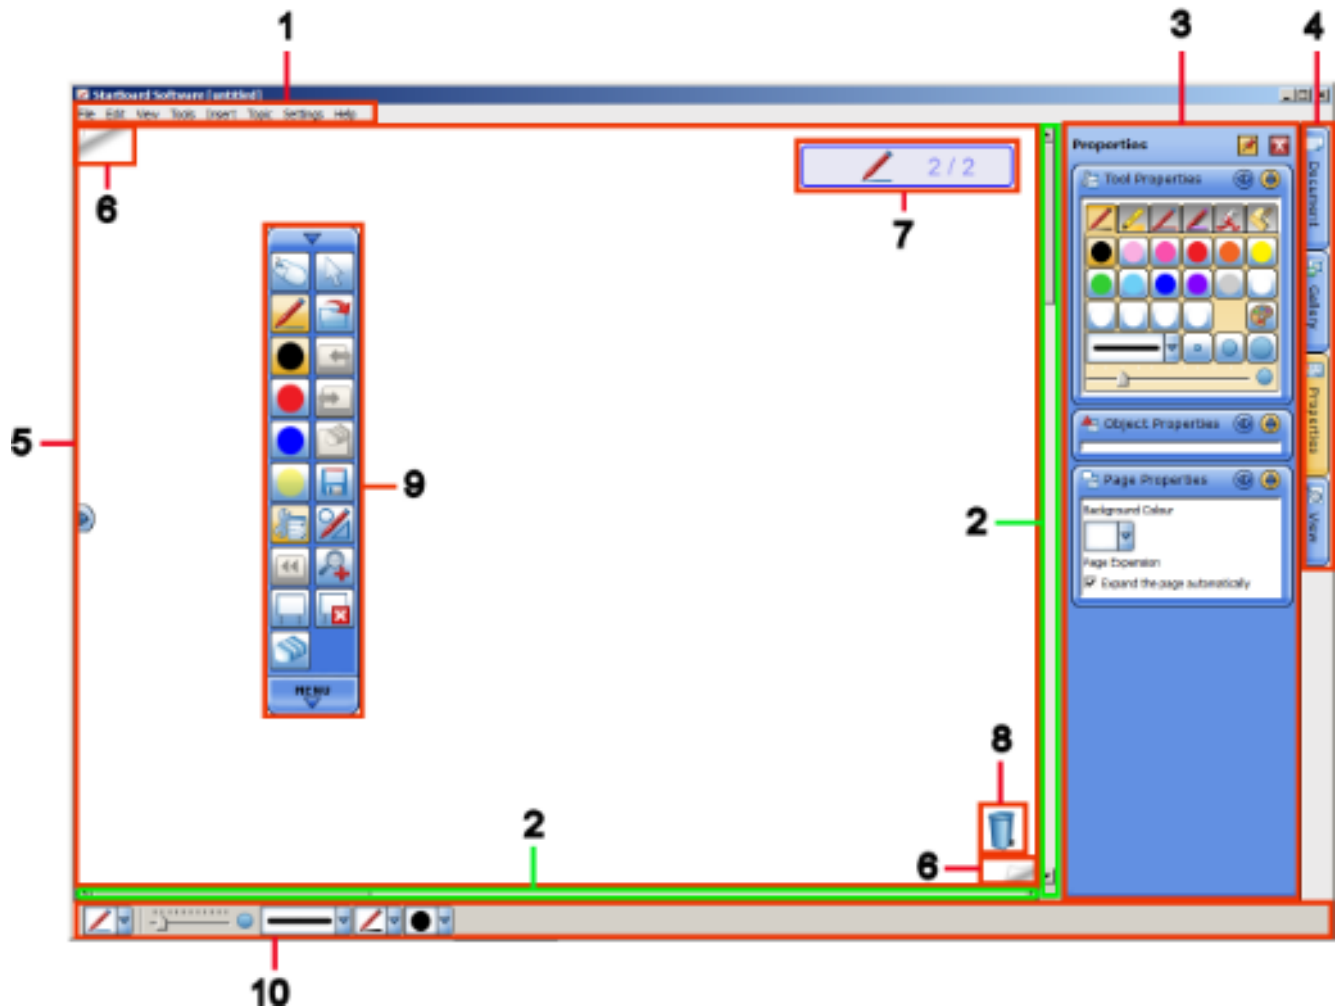 1
3
4
StarBoard Software [untitled]
File Edit View Tools Insert Topic Settings Help
6
2 / 2
7
Properties
Tool Properties
Document
Gallery
Properties
View
5
9
2
Object Properties
Page Properties
Background Colour
Page Expansion
Expand the page automatically
MENU
8
2
6
10